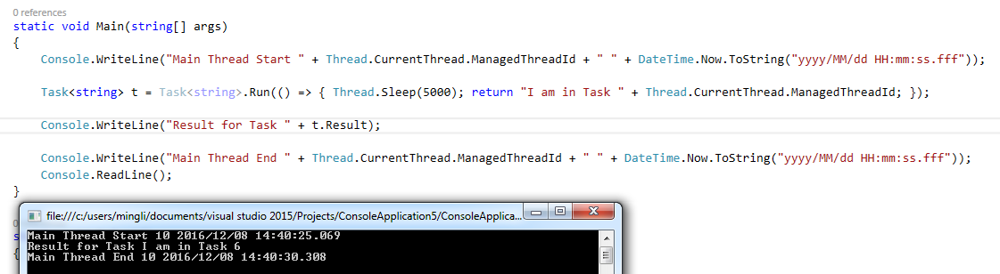 0 references
static void Main(string[] args)
{
Console.WriteLine("Main Thread Start " + Thread.CurrentThread.ManagedThreadId + " " + DateTime.Now.ToString("yyyy/MM/dd HH:mm:ss.fff"));
Task<string> t = Task<string>.Run(() => { Thread.Sleep(5000); return "I am in Task " + Thread.CurrentThread.ManagedThreadId; });
Console.WriteLine("Result for Task " + t.Result);
Console.WriteLine("Main Thread End " + Thread.CurrentThread.ManagedThreadId + " " + DateTime.Now.ToString("yyyy/MM/dd HH:mm:ss.fff"));
Console.ReadLine();
}
file:///c:/users/mingli/documents/visual studio 2015/Projects/ConsoleApplication5/ConsoleApplica...
Main Thread Start 10 2016/12/08 14:40:25.069
Result for Task I am in Task 6
Main Thread End 10 2016/12/08 14:40:30.308
{